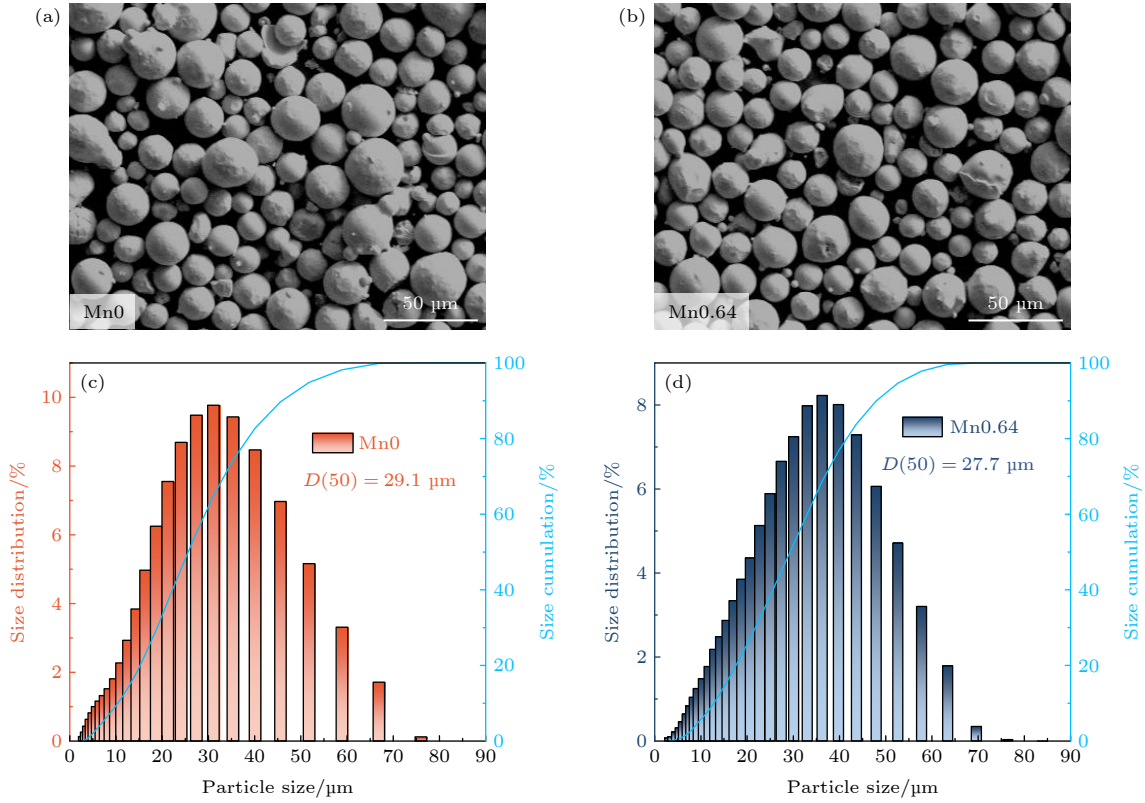 (a)
(b)
50 µm
Mn0
50 µm
Mn0.64
(c)
Mn0
D(50) = 29.1 µm
Size distribution/%
0
2
4
6
8
10
Size cumulation/%
0
20
40
60
80
100
0 10 20 30 40 50 60 70 80 90
Particle size/µm
(d)
Mn0.64
D(50) = 27.7 µm
Size distribution/%
0
2
4
6
8
Size cumulation/%
0
20
40
60
80
100
0 10 20 30 40 50 60 70 80 90
Particle size/µm